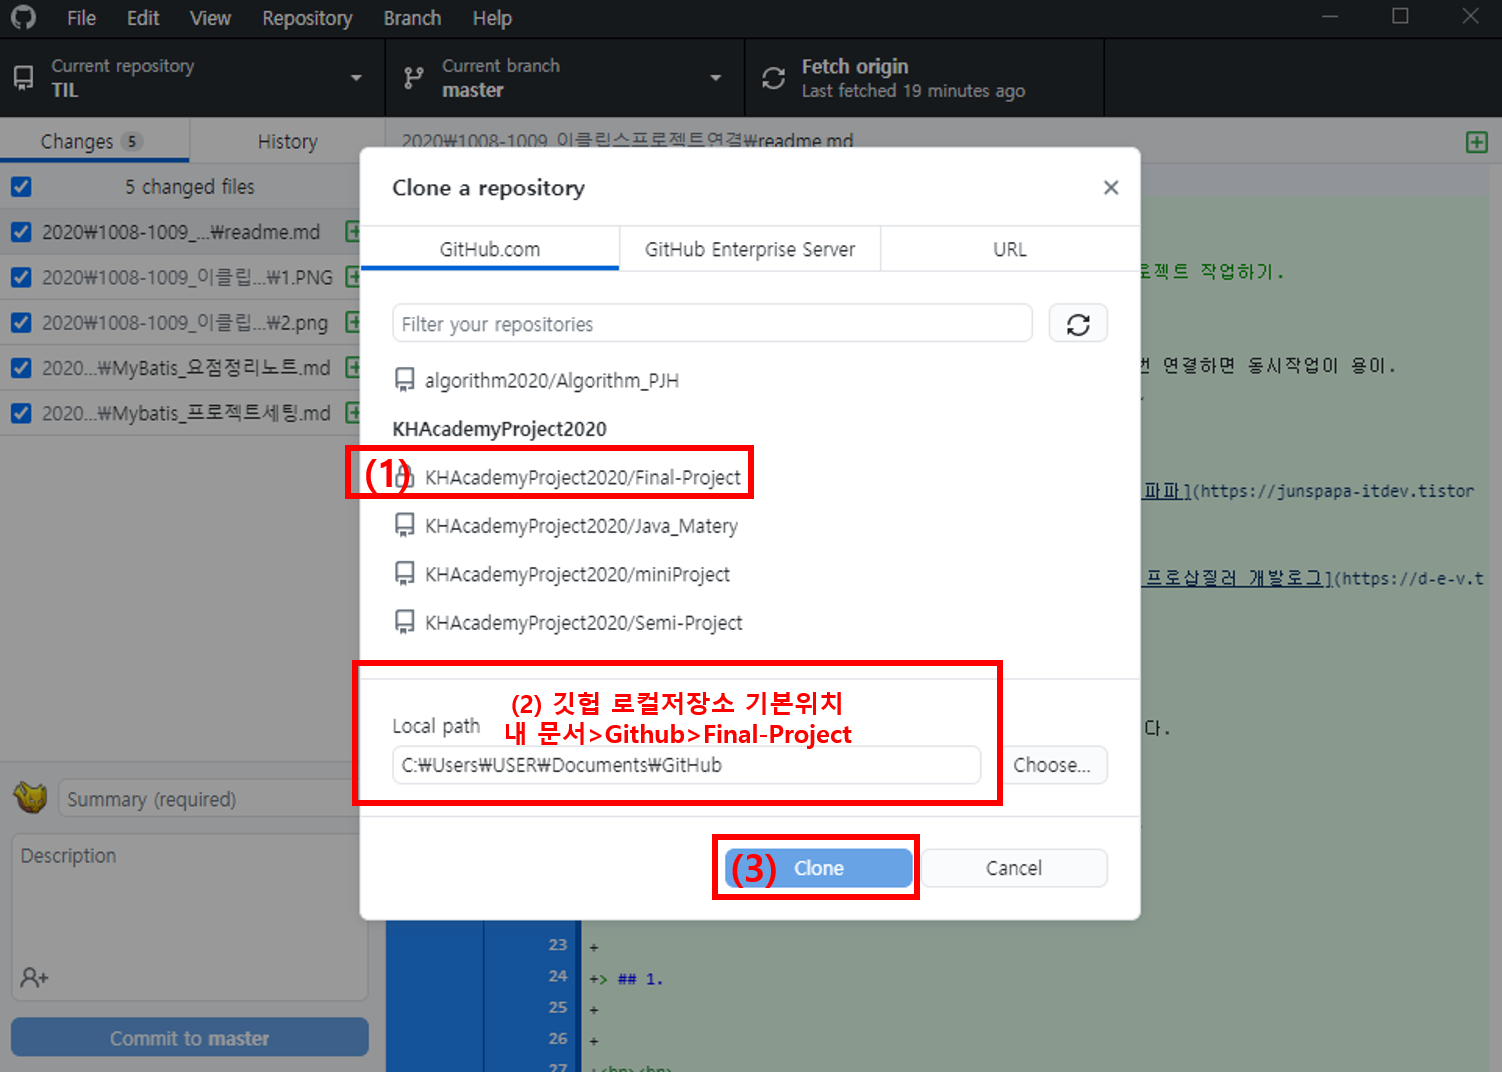 File Edit View Repository Branch Help
Current repository
TIL
Current branch
master
Fetch origin
Last fetched 19 minutes ago
Changes 5
History
2020₩1008-1009_이클립스프로젝트연결₩readme.md
5 changed files
2020₩1008-1009_...₩readme.md
2020₩1008-1009_이클립...₩1.PNG
2020₩1008-1009_이클립...₩2.png
2020...₩MyBatis_요점정리노트.md
2020...₩Mybatis_프로젝트세팅.md
Clone a repository
GitHub.com
GitHub Enterprise Server
URL
Filter your repositories
algorithm2020/Algorithm_PJH
KHAcademyProject2020
(1) KHAcademyProject2020/Final-Project
KHAcademyProject2020/Java_Matery
KHAcademyProject2020/miniProject
KHAcademyProject2020/Semi-Project
(2) 깃헙 로컬저장소 기본위치
내 문서>Github>Final-Project
Local path
C:₩Users₩USER₩Documents₩GitHub
Choose...
(3) Clone
Cancel
작업하기.
연결하면 동시작업이 용이.
파파](https://junspapa-itdev.tistor
프로삽질러 개발로그](https://d-e-v.t
다.
Summary (required)
Description
Commit to master
23 +
24 +> ## 1.
25 +
26 +
27 +<br><br>